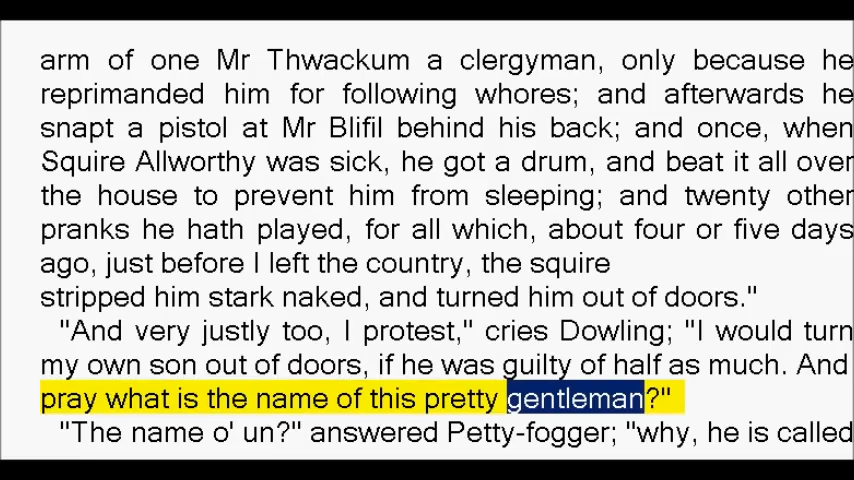 arm of one Mr Thwackum a clergyman, only because he
reprimanded him for following whores; and afterwards he
snapt a pistol at Mr Blifil behind his back; and once, when
Squire Allworthy was sick, he got a drum, and beat it all over
the house to prevent him from sleeping; and twenty other
pranks he hath played, for all which, about four or five days
ago, just before I left the country, the squire
stripped him stark naked, and turned him out of doors."
"And very justly too, I protest," cries Dowling; "I would turn
my own son out of doors, if he was guilty of half as much. And
pray what is the name of this pretty gentleman?"
"The name o' un?" answered Petty-fogger; "why, he is called